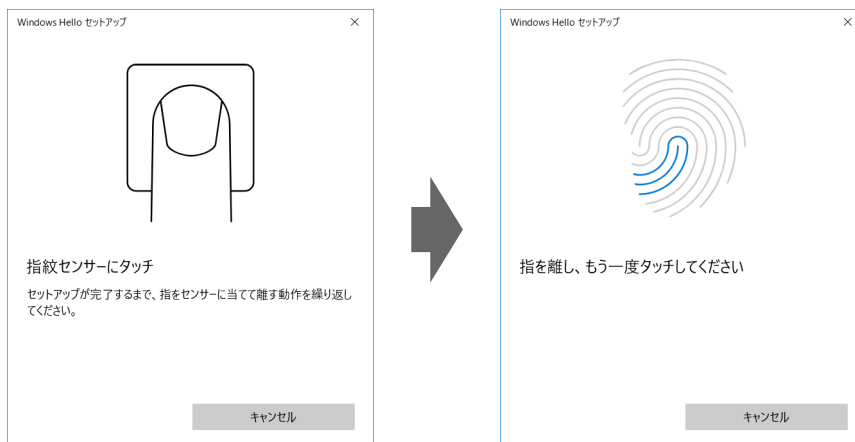 Windows Hello セットアップ
指紋センサーにタッチ
セットアップが完了するまで、指をセンサーに当てて離す動作を繰り返し
てください。
キャンセル
Windows Hello セットアップ
指を離し、もう一度タッチしてください
キャンセル